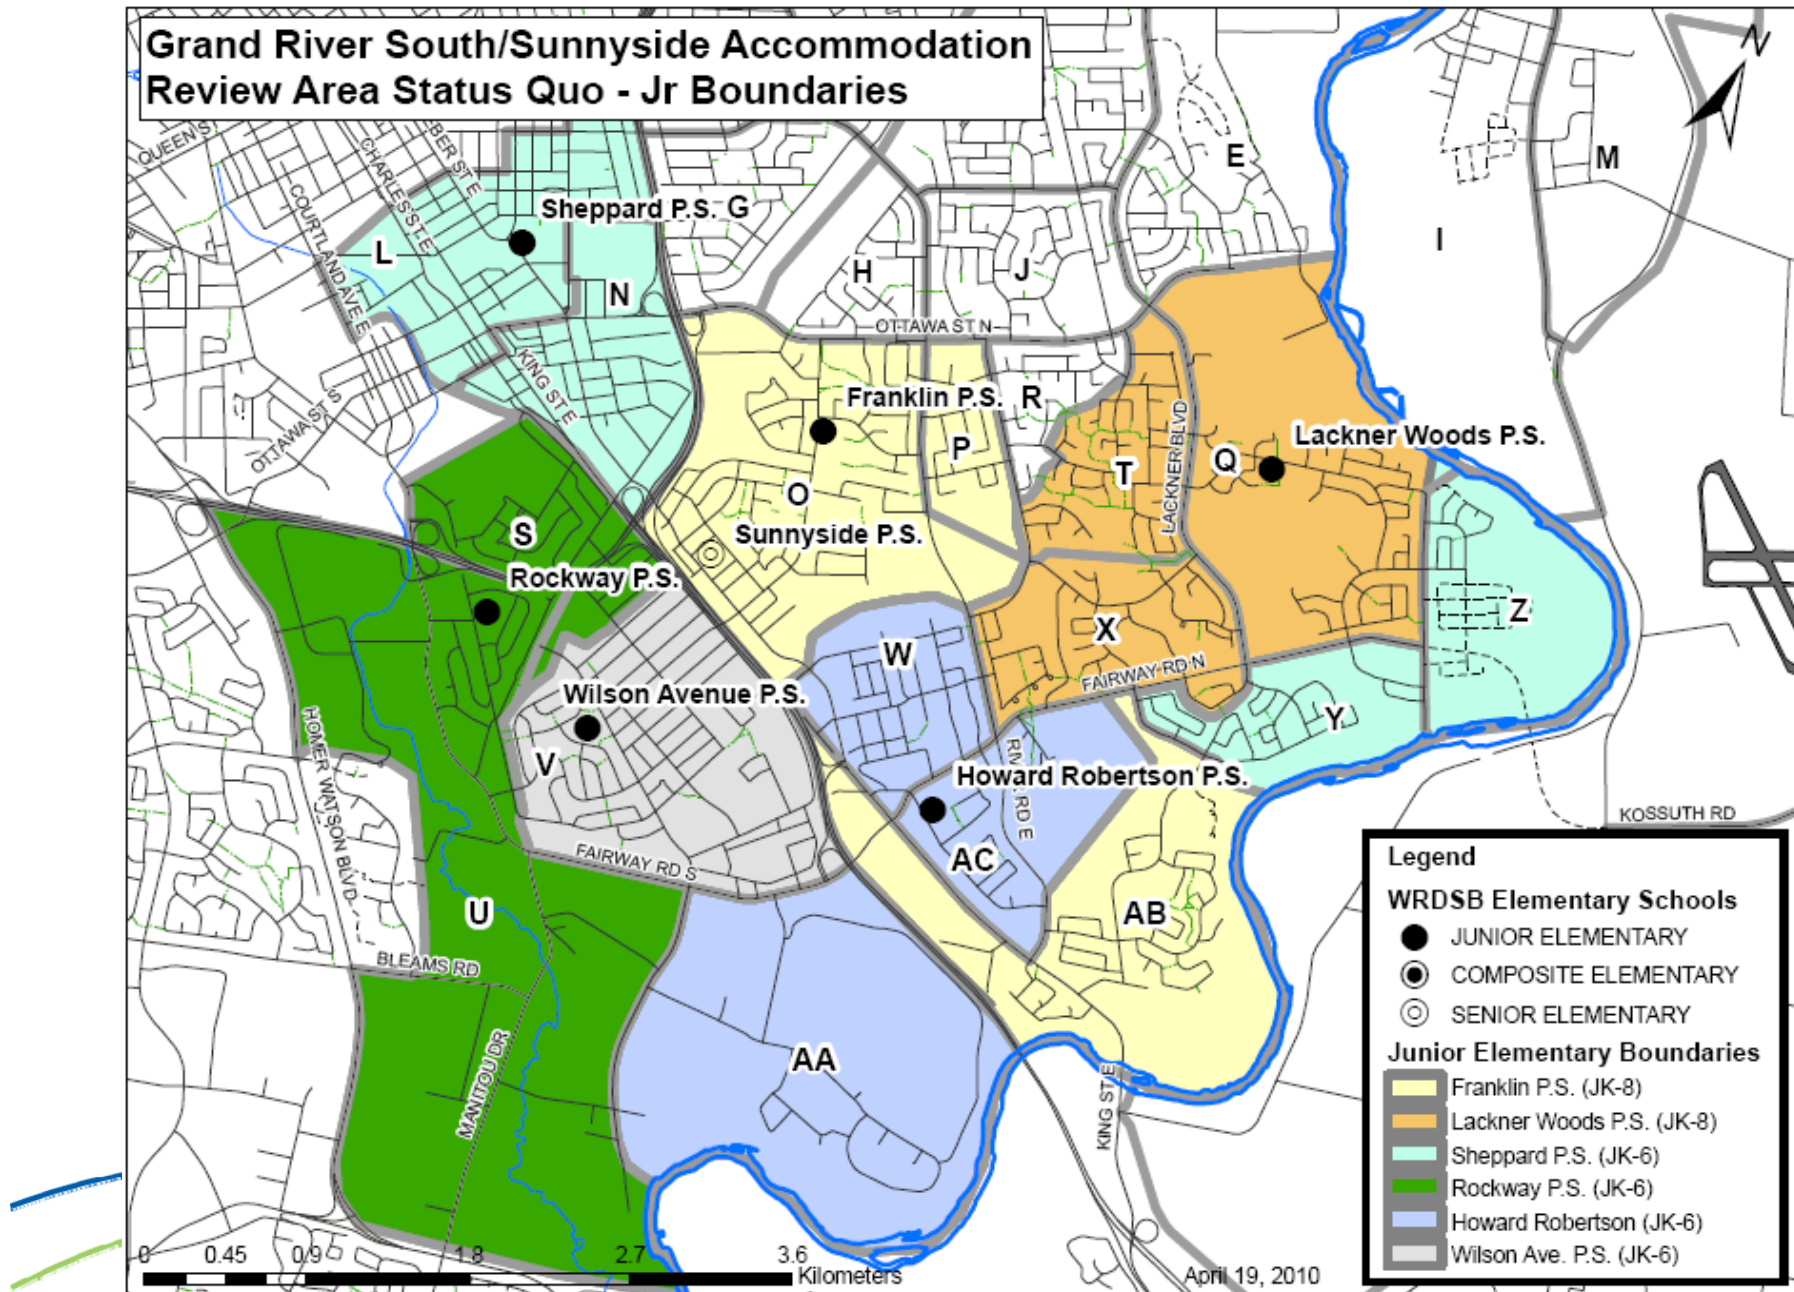 Grand River South/Sunnyside Accommodation
Review Area Status Quo - Jr Boundaries
N
QUEEN S
CHARLES ST E
EBER ST E
COURTLAND AVE E
E
M
I
Sheppard P.S.
G
L
N
H
J
OTTAWA ST N
KING ST E
OTTAWA ST S
Franklin P.S.
R
P
LACKNER BLVD
Lackner Woods P.S.
T
Q
O
Sunnyside P.S.
S
Rockway P.S.
Z
X
W
FAIRWAY RD N
Wilson Avenue P.S.
V
Y
HOMER WATSON BLVD
RIVER RD E
Howard Robertson P.S.
KOSSUTH RD
FAIRWAY RD S
AC
AB
U
BLEAMS RD
MANITOU DR
AA
KING ST E
Legend
WRDSB Elementary Schools
JUNIOR ELEMENTARY
COMPOSITE ELEMENTARY
SENIOR ELEMENTARY
Junior Elementary Boundaries
Franklin P.S. (JK-8)
Lackner Woods P.S. (JK-8)
Sheppard P.S. (JK-6)
Rockway P.S. (JK-6)
Howard Robertson (JK-6)
Wilson Ave. P.S. (JK-6)
0 0.45 0.9 1.8 2.7 3.6
Kilometers
April 19, 2010